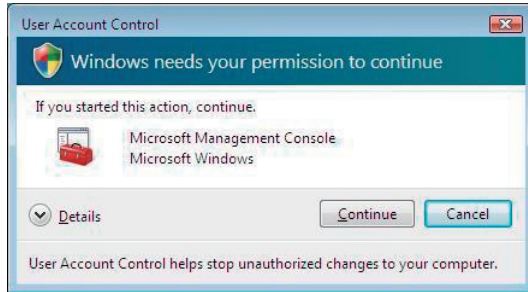 User Account Control
Windows needs your permission to continue
If you started this action, continue.
Microsoft Management Console
Microsoft Windows
Details
Continue
Cancel
User Account Control helps stop unauthorized changes to your computer.